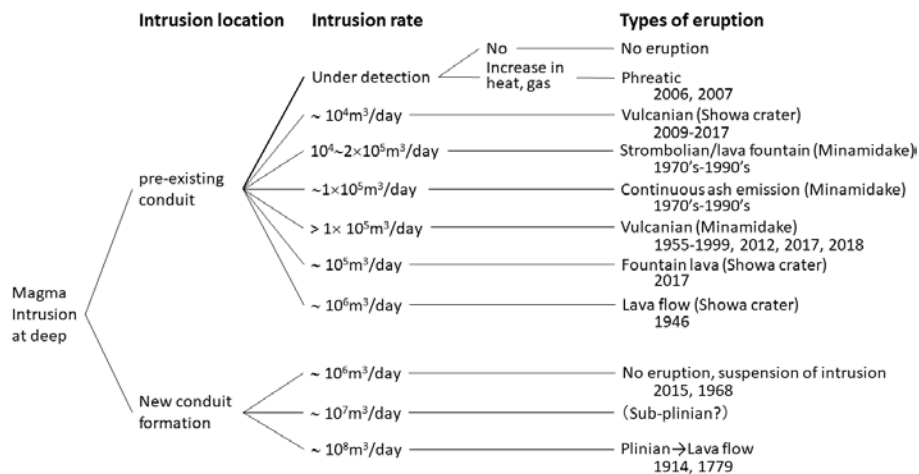 Intrusion location Intrusion rate Types of eruption
No No eruption
Under detection Increase in heat, gas Phreatic
2006, 2007
~ 10⁴m³/day Vulcanian (Showa crater)
2009-2017
10⁴~2×10⁵m³/day Strombolian/lava fountain (Minamidake)
1970's-1990's
pre-existing conduit
~1×10⁵m³/day Continuous ash emission (Minamidake)
1970's-1990's
> 1× 10⁵m³/day Vulcanian (Minamidake)
1955-1999, 2012, 2017, 2018
~ 10⁵m³/day Fountain lava (Showa crater)
2017
Magma
Intrusion
at deep
~ 10⁶m³/day Lava flow (Showa crater)
1946
~ 10⁶m³/day No eruption, suspension of intrusion
2015, 1968
New conduit
formation
~ 10⁷m³/day (Sub-plinian?)
~ 10⁸m³/day Plinian→Lava flow
1914, 1779